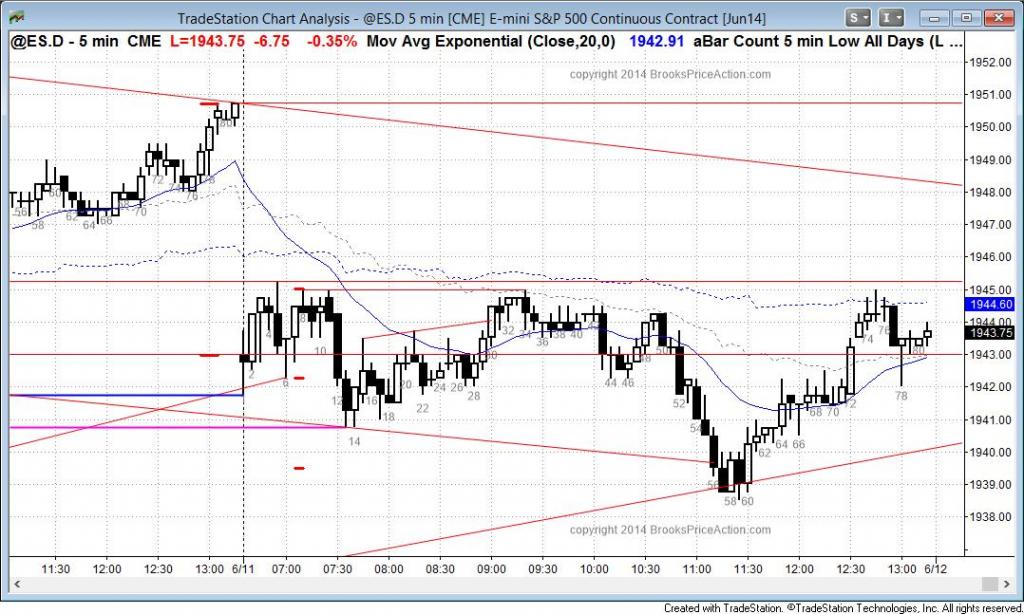 TradeStation Chart Analysis - @ES.D 5 min [CME] E-mini S&P 500 Continuous Contract [Jun14]
S I
@ES.D - 5 min CME L=1943.75 -6.75 -0.35% Mov Avg Exponential (Close,20,0) 1942.91 aBar Count 5 min Low All Days (L ...
copyright 2014 BrooksPriceAction.com
1952.00
1951.00
1950.00
1949.00
1948.00
1947.00
1946.00
1945.00
1944.60
1944.00
1943.75
1943.00
1942.00
1941.00
1940.00
1939.00
1938.00
56 58 60 62 64 66 68 70 72 74 76 78 80
2 4 6 8 10 12 14 16 18 20 22 24 26 28 30 32 34 36 38 40 42 44 46 48 50 52 54 56 58 60 62 64 66 68 70 72 74 76 78 80
copyright 2014 BrooksPriceAction.com
11:30 12:00 12:30 13:00 6/11 07:00 07:30 08:00 08:30 09:00 09:30 10:00 10:30 11:00 11:30 12:00 12:30 13:00 6/12
Created with TradeStation. ©TradeStation Technologies, Inc. All rights reserved.